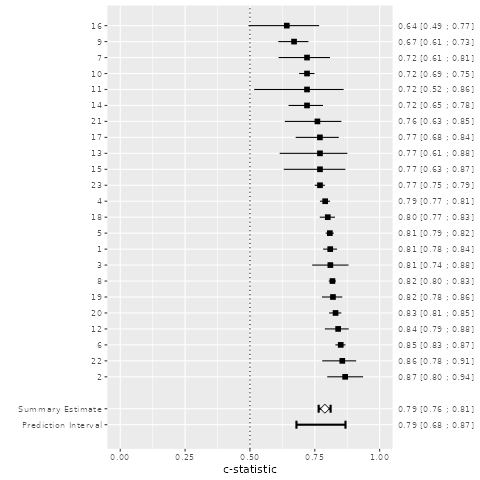 16 0.64 [0.49 ; 0.77]
9 0.67 [0.61 ; 0.73]
7 0.72 [0.61 ; 0.81]
10 0.72 [0.69 ; 0.75]
11 0.72 [0.52 ; 0.86]
14 0.72 [0.65 ; 0.78]
21 0.76 [0.63 ; 0.85]
17 0.77 [0.68 ; 0.84]
13 0.77 [0.61 ; 0.88]
15 0.77 [0.63 ; 0.87]
23 0.77 [0.75 ; 0.79]
4 0.79 [0.77 ; 0.81]
18 0.80 [0.77 ; 0.83]
5 0.81 [0.79 ; 0.82]
1 0.81 [0.78 ; 0.84]
3 0.81 [0.74 ; 0.88]
8 0.82 [0.80 ; 0.83]
19 0.82 [0.78 ; 0.86]
20 0.83 [0.81 ; 0.85]
12 0.84 [0.79 ; 0.88]
6 0.85 [0.83 ; 0.87]
22 0.86 [0.78 ; 0.91]
2 0.87 [0.80 ; 0.94]
Summary Estimate 0.79 [0.76 ; 0.81]
Prediction Interval 0.79 [0.68 ; 0.87]
0.00 0.25 0.50 0.75 1.00
c-statistic